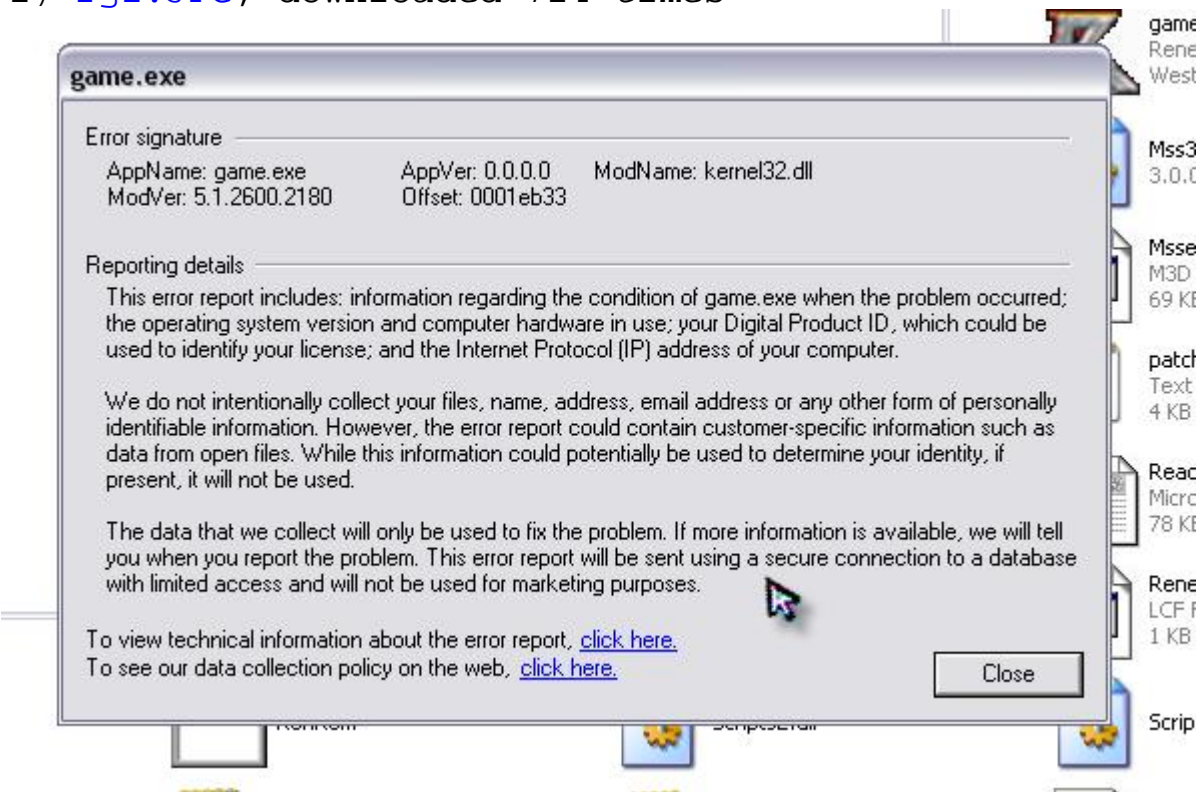 downloaded
times
game.exe
Error signature
AppName: game.exe AppVer: 0.0.0.0 ModName: kernel32.dll
ModVer: 5.1.2600.2180 Offset: 0001eb33
Reporting details
This error report includes: information regarding the condition of game.exe when the problem occurred;
the operating system version and computer hardware in use; your Digital Product ID, which could be
used to identify your license; and the Internet Protocol (IP) address of your computer.
We do not intentionally collect your files, name, address, email address or any other form of personally
identifiable information. However, the error report could contain customer-specific information such as
data from open files. While this information could potentially be used to determine your identity, if
present, it will not be used.
The data that we collect will only be used to fix the problem. If more information is available, we will tell
you when you report the problem. This error report will be sent using a secure connection to a database
with limited access and will not be used for marketing purposes.
To view technical information about the error report, click here.
To see our data collection policy on the web, click here.
Close
game
Rene
West
Mss3
3.0.0
Msse
M3D
69 KB
patch
Text
4 KB
Read
Micro
78 KB
Rene
LCF F
1 KB
Scrip